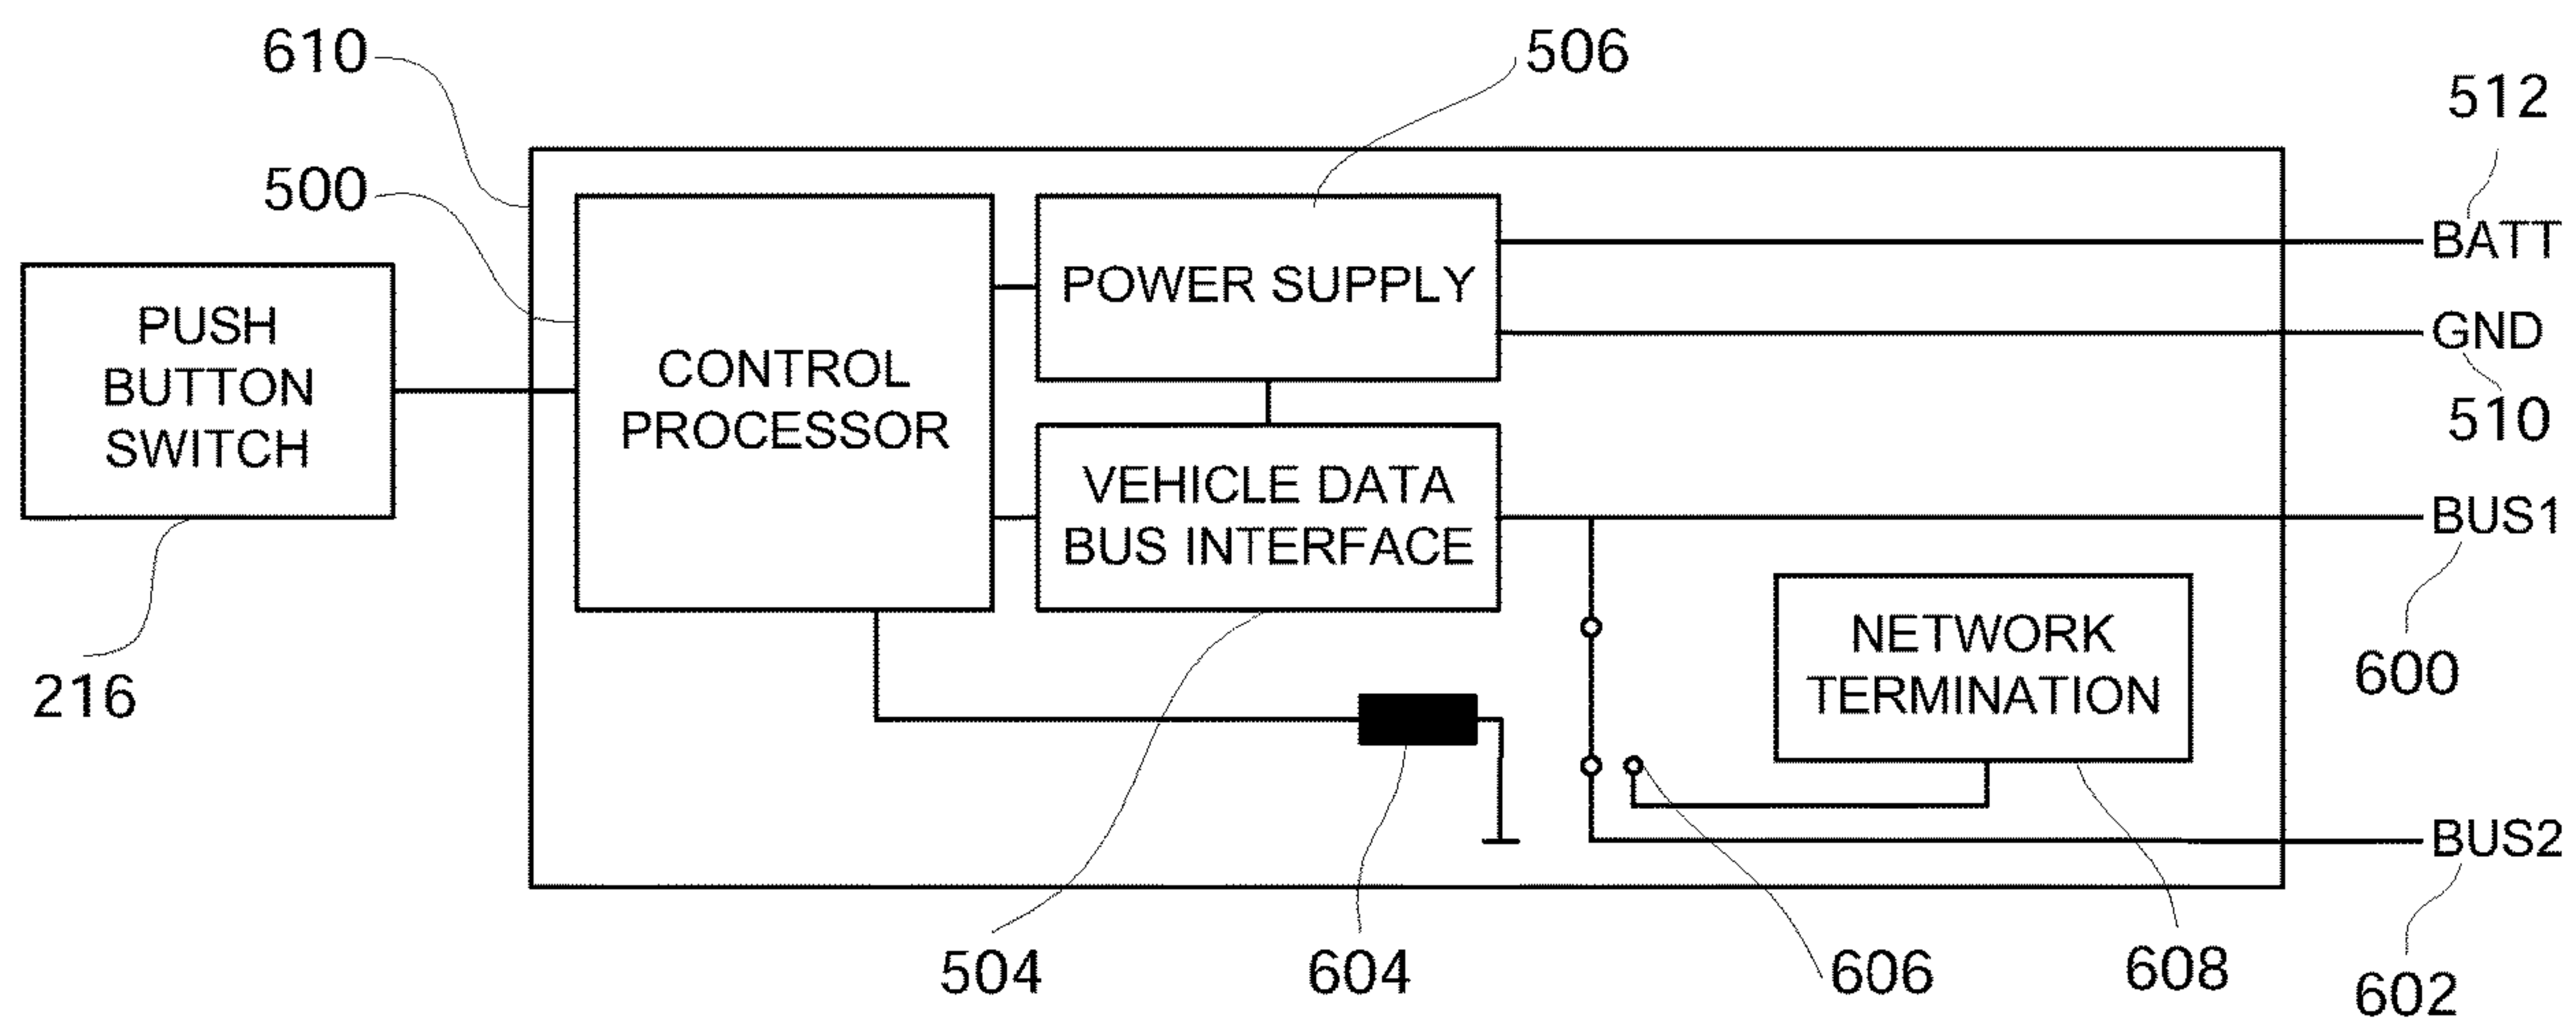 610
506
512
500
BATT
POWER SUPPLY
PUSH
BUTTON
SWITCH
CONTROL
PROCESSOR
GND
510
VEHICLE DATA
BUS INTERFACE
BUS1
NETWORK
TERMINATION
600
216
BUS2
504
604
606
608
602